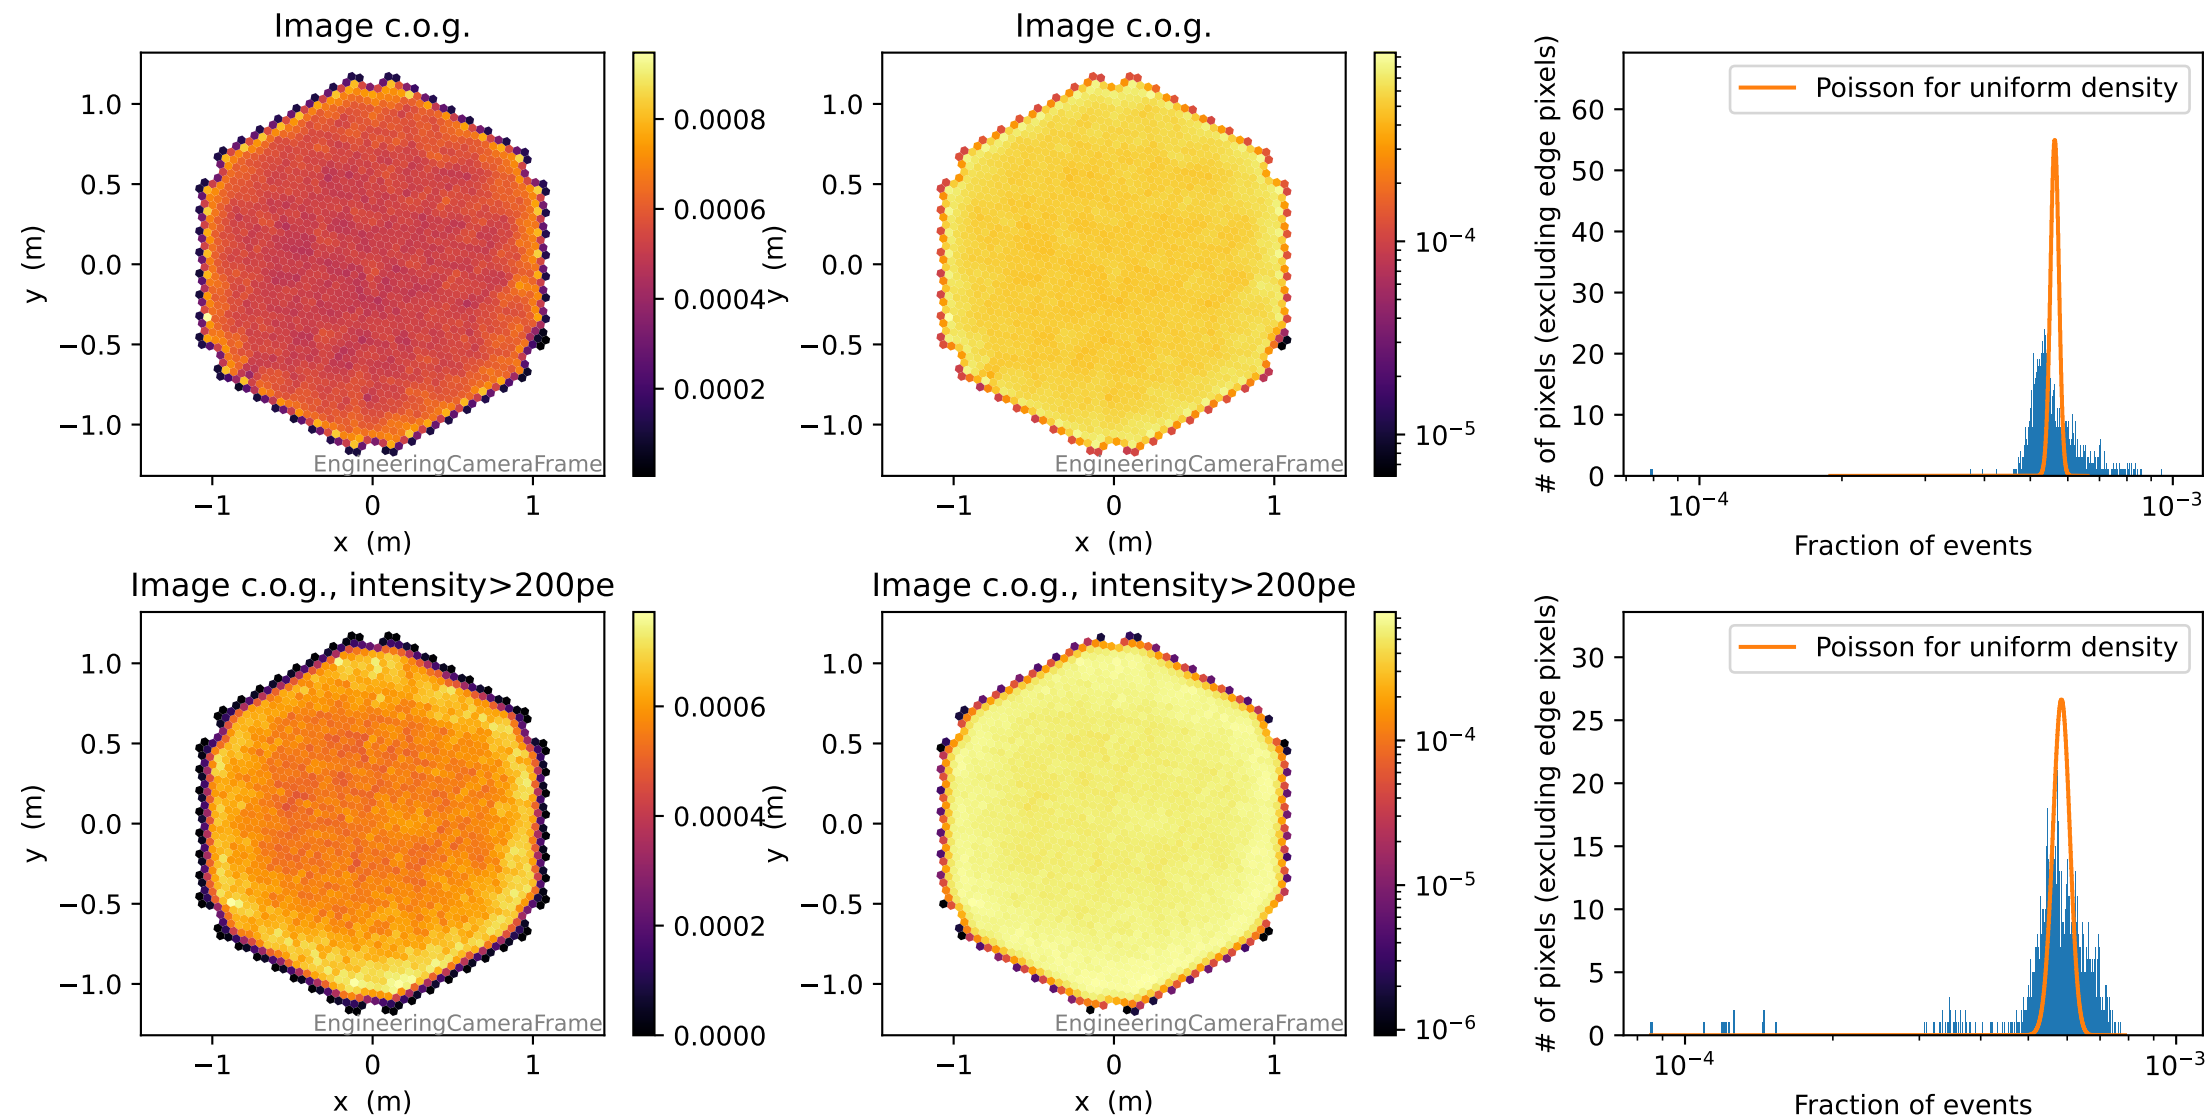 Image c.o.g.
1.0
0.5
0.0
−0.5
−1.0
y (m)
−1
0
1
x (m)
EngineeringCameraFrame
0.0008
0.0006
0.0004
0.0002
Image c.o.g.
1.0
0.5
0.0
−0.5
−1.0
y (m)
−1
0
1
x (m)
EngineeringCameraFrame
10⁻⁴
10⁻⁵
# of pixels (excluding edge pixels)
60
50
40
30
20
10
0
Poisson for uniform density
10⁻⁴
10⁻³
Fraction of events
Image c.o.g., intensity>200pe
1.0
0.5
0.0
−0.5
−1.0
y (m)
−1
0
1
x (m)
EngineeringCameraFrame
0.0006
0.0004
0.0002
0.0000
Image c.o.g., intensity>200pe
1.0
0.5
0.0
−0.5
−1.0
y (m)
−1
0
1
x (m)
EngineeringCameraFrame
10⁻⁴
10⁻⁵
10⁻⁶
# of pixels (excluding edge pixels)
30
25
20
15
10
5
0
Poisson for uniform density
10⁻⁴
10⁻³
Fraction of events